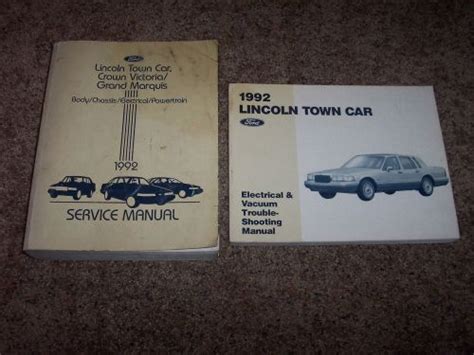 Ford
Lincoln Town Car,
Crown Victoria/
Grand Marquis
Body/Chassis/Electrical/Powertrain
1992
SERVICE MANUAL
1992
LINCOLN TOWN CAR
Ford
Electrical &
Vacuum
Trouble-
Shooting
Manual